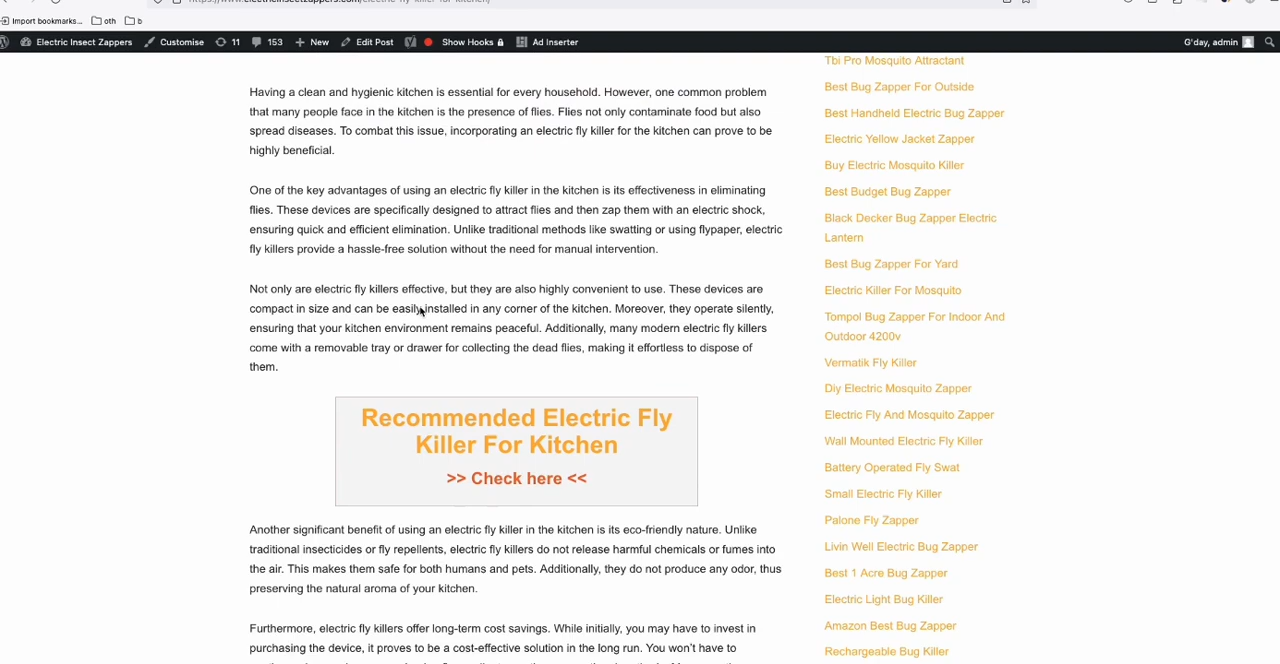 https://www.electricinsectzappers.com/electric-fly-killer-for-kitchen/
Import bookmarks... oth b
Electric Insect Zappers Customise 11 153 New Edit Post Show Hooks Ad Inserter G'day, admin
Having a clean and hygienic kitchen is essential for every household. However, one common problem
that many people face in the kitchen is the presence of flies. Flies not only contaminate food but also
spread diseases. To combat this issue, incorporating an electric fly killer for the kitchen can prove to be
highly beneficial.
One of the key advantages of using an electric fly killer in the kitchen is its effectiveness in eliminating
flies. These devices are specifically designed to attract flies and then zap them with an electric shock,
ensuring quick and efficient elimination. Unlike traditional methods like swatting or using flypaper, electric
fly killers provide a hassle-free solution without the need for manual intervention.
Not only are electric fly killers effective, but they are also highly convenient to use. These devices are
compact in size and can be easily installed in any corner of the kitchen. Moreover, they operate silently,
ensuring that your kitchen environment remains peaceful. Additionally, many modern electric fly killers
come with a removable tray or drawer for collecting the dead flies, making it effortless to dispose of
them.
Recommended Electric Fly
Killer For Kitchen
>> Check here <<
Another significant benefit of using an electric fly killer in the kitchen is its eco-friendly nature. Unlike
traditional insecticides or fly repellents, electric fly killers do not release harmful chemicals or fumes into
the air. This makes them safe for both humans and pets. Additionally, they do not produce any odor, thus
preserving the natural aroma of your kitchen.
Furthermore, electric fly killers offer long-term cost savings. While initially, you may have to invest in
purchasing the device, it proves to be a cost-effective solution in the long run. You won't have to
Tbi Pro Mosquito Attractant
Best Bug Zapper For Outside
Best Handheld Electric Bug Zapper
Electric Yellow Jacket Zapper
Buy Electric Mosquito Killer
Best Budget Bug Zapper
Black Decker Bug Zapper Electric
Lantern
Best Bug Zapper For Yard
Electric Killer For Mosquito
Tompol Bug Zapper For Indoor And
Outdoor 4200v
Vermatik Fly Killer
Diy Electric Mosquito Zapper
Electric Fly And Mosquito Zapper
Wall Mounted Electric Fly Killer
Battery Operated Fly Swat
Small Electric Fly Killer
Palone Fly Zapper
Livin Well Electric Bug Zapper
Best 1 Acre Bug Zapper
Electric Light Bug Killer
Amazon Best Bug Zapper
Rechargeable Bug Killer